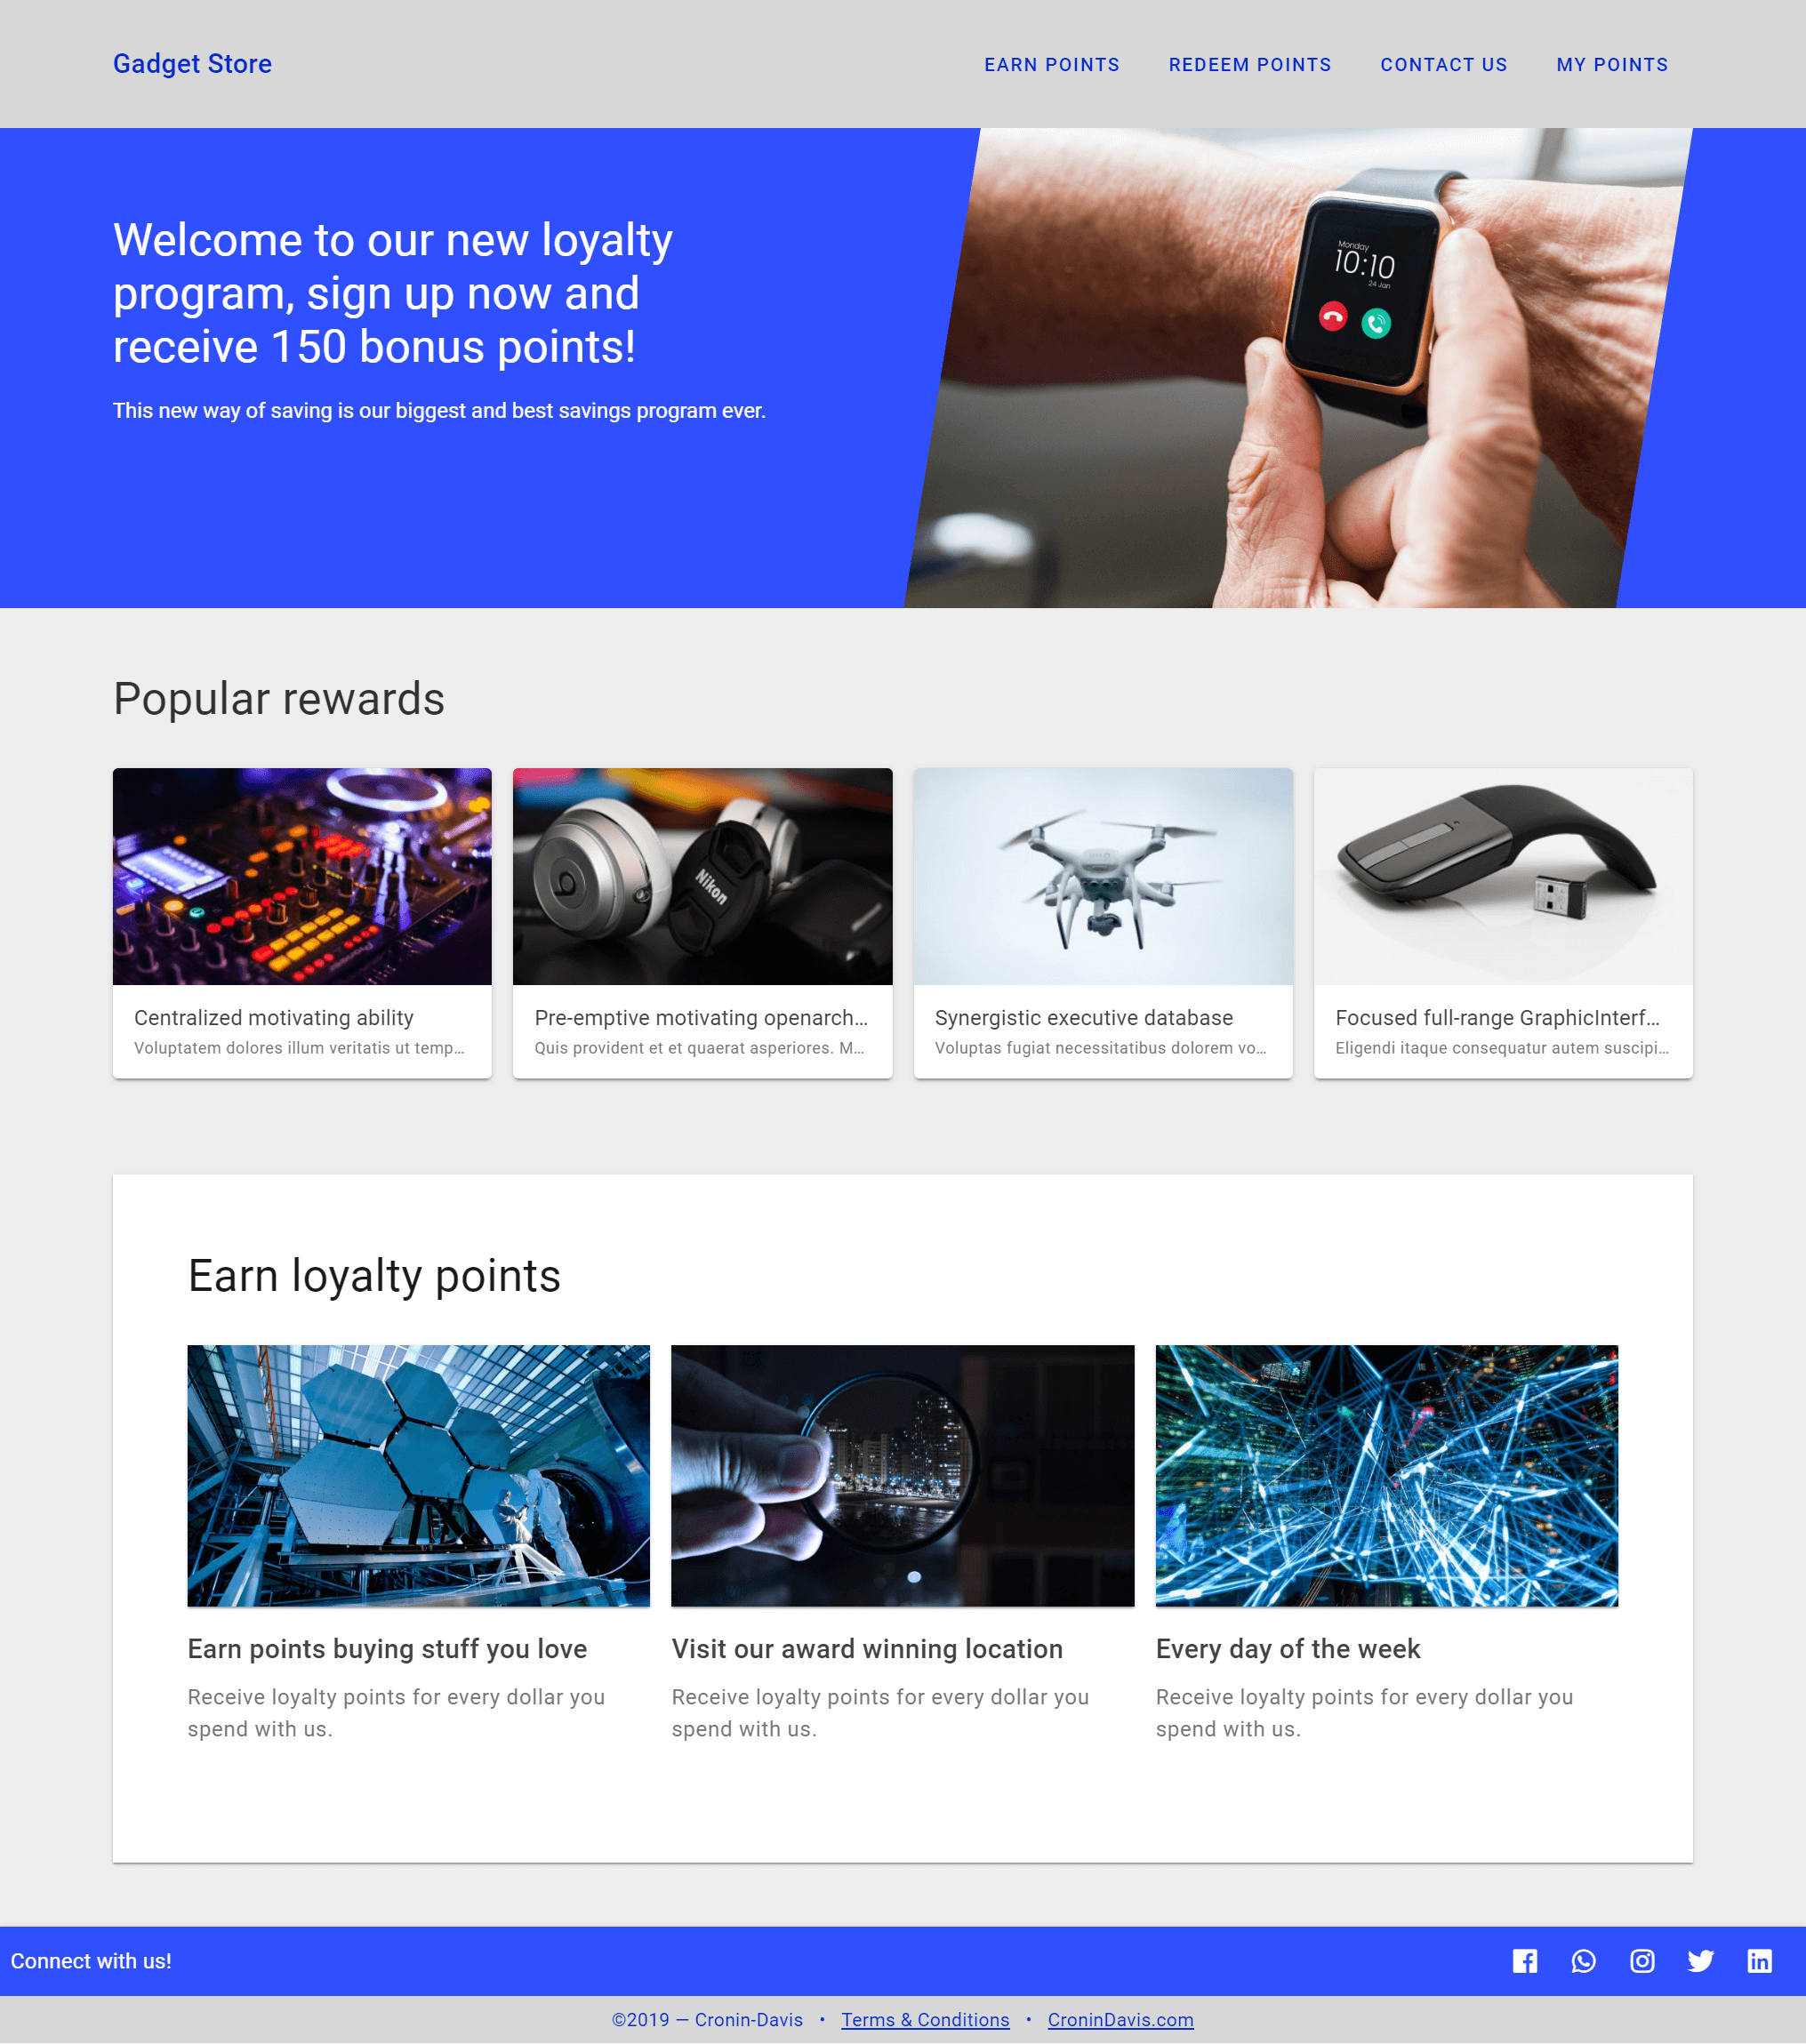 Gadget Store
EARN POINTS
REDEEM POINTS
CONTACT US
MY POINTS
Welcome to our new loyalty
program, sign up now and
receive 150 bonus points!
This new way of saving is our biggest and best savings program ever.
Monday
10:10
24 Jan
Popular rewards
Nikon
Centralized motivating ability
Voluptatem dolores illum veritatis ut temp...
Pre-emptive motivating openarch...
Quis provident et et quaerat asperiores. M...
Synergistic executive database
Voluptas fugiat necessitatibus dolorem vo...
Focused full-range GraphicInterf...
Eligendi itaque consequatur autem suscipi...
Earn loyalty points
Earn points buying stuff you love
Receive loyalty points for every dollar you
spend with us.
Visit our award winning location
Receive loyalty points for every dollar you
spend with us.
Every day of the week
Receive loyalty points for every dollar you
spend with us.
Connect with us!
©2019 — Cronin-Davis • Terms & Conditions • CroninDavis.com